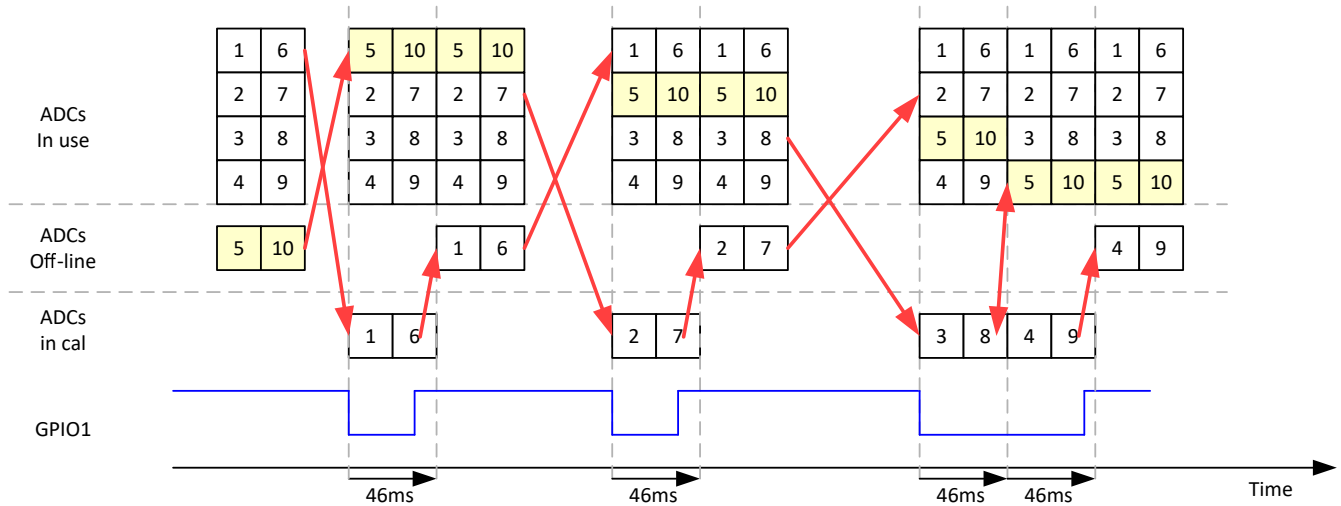 1 6 5 10 5 10 1 6 1 6 1 6 1 6 1 6
2 7 2 7 2 7 5 10 5 10 2 7 2 7 2 7
ADCs
In use
3 8 3 8 3 8 3 8 3 8 5 10 3 8 3 8
4 9 4 9 4 9 4 9 4 9 4 9 5 10 5 10
ADCs
Off-line
5 10 1 6 2 7 4 9
ADCs
in cal
1 6 2 7 3 8 4 9
GPIO1
46ms 46ms 46ms 46ms Time